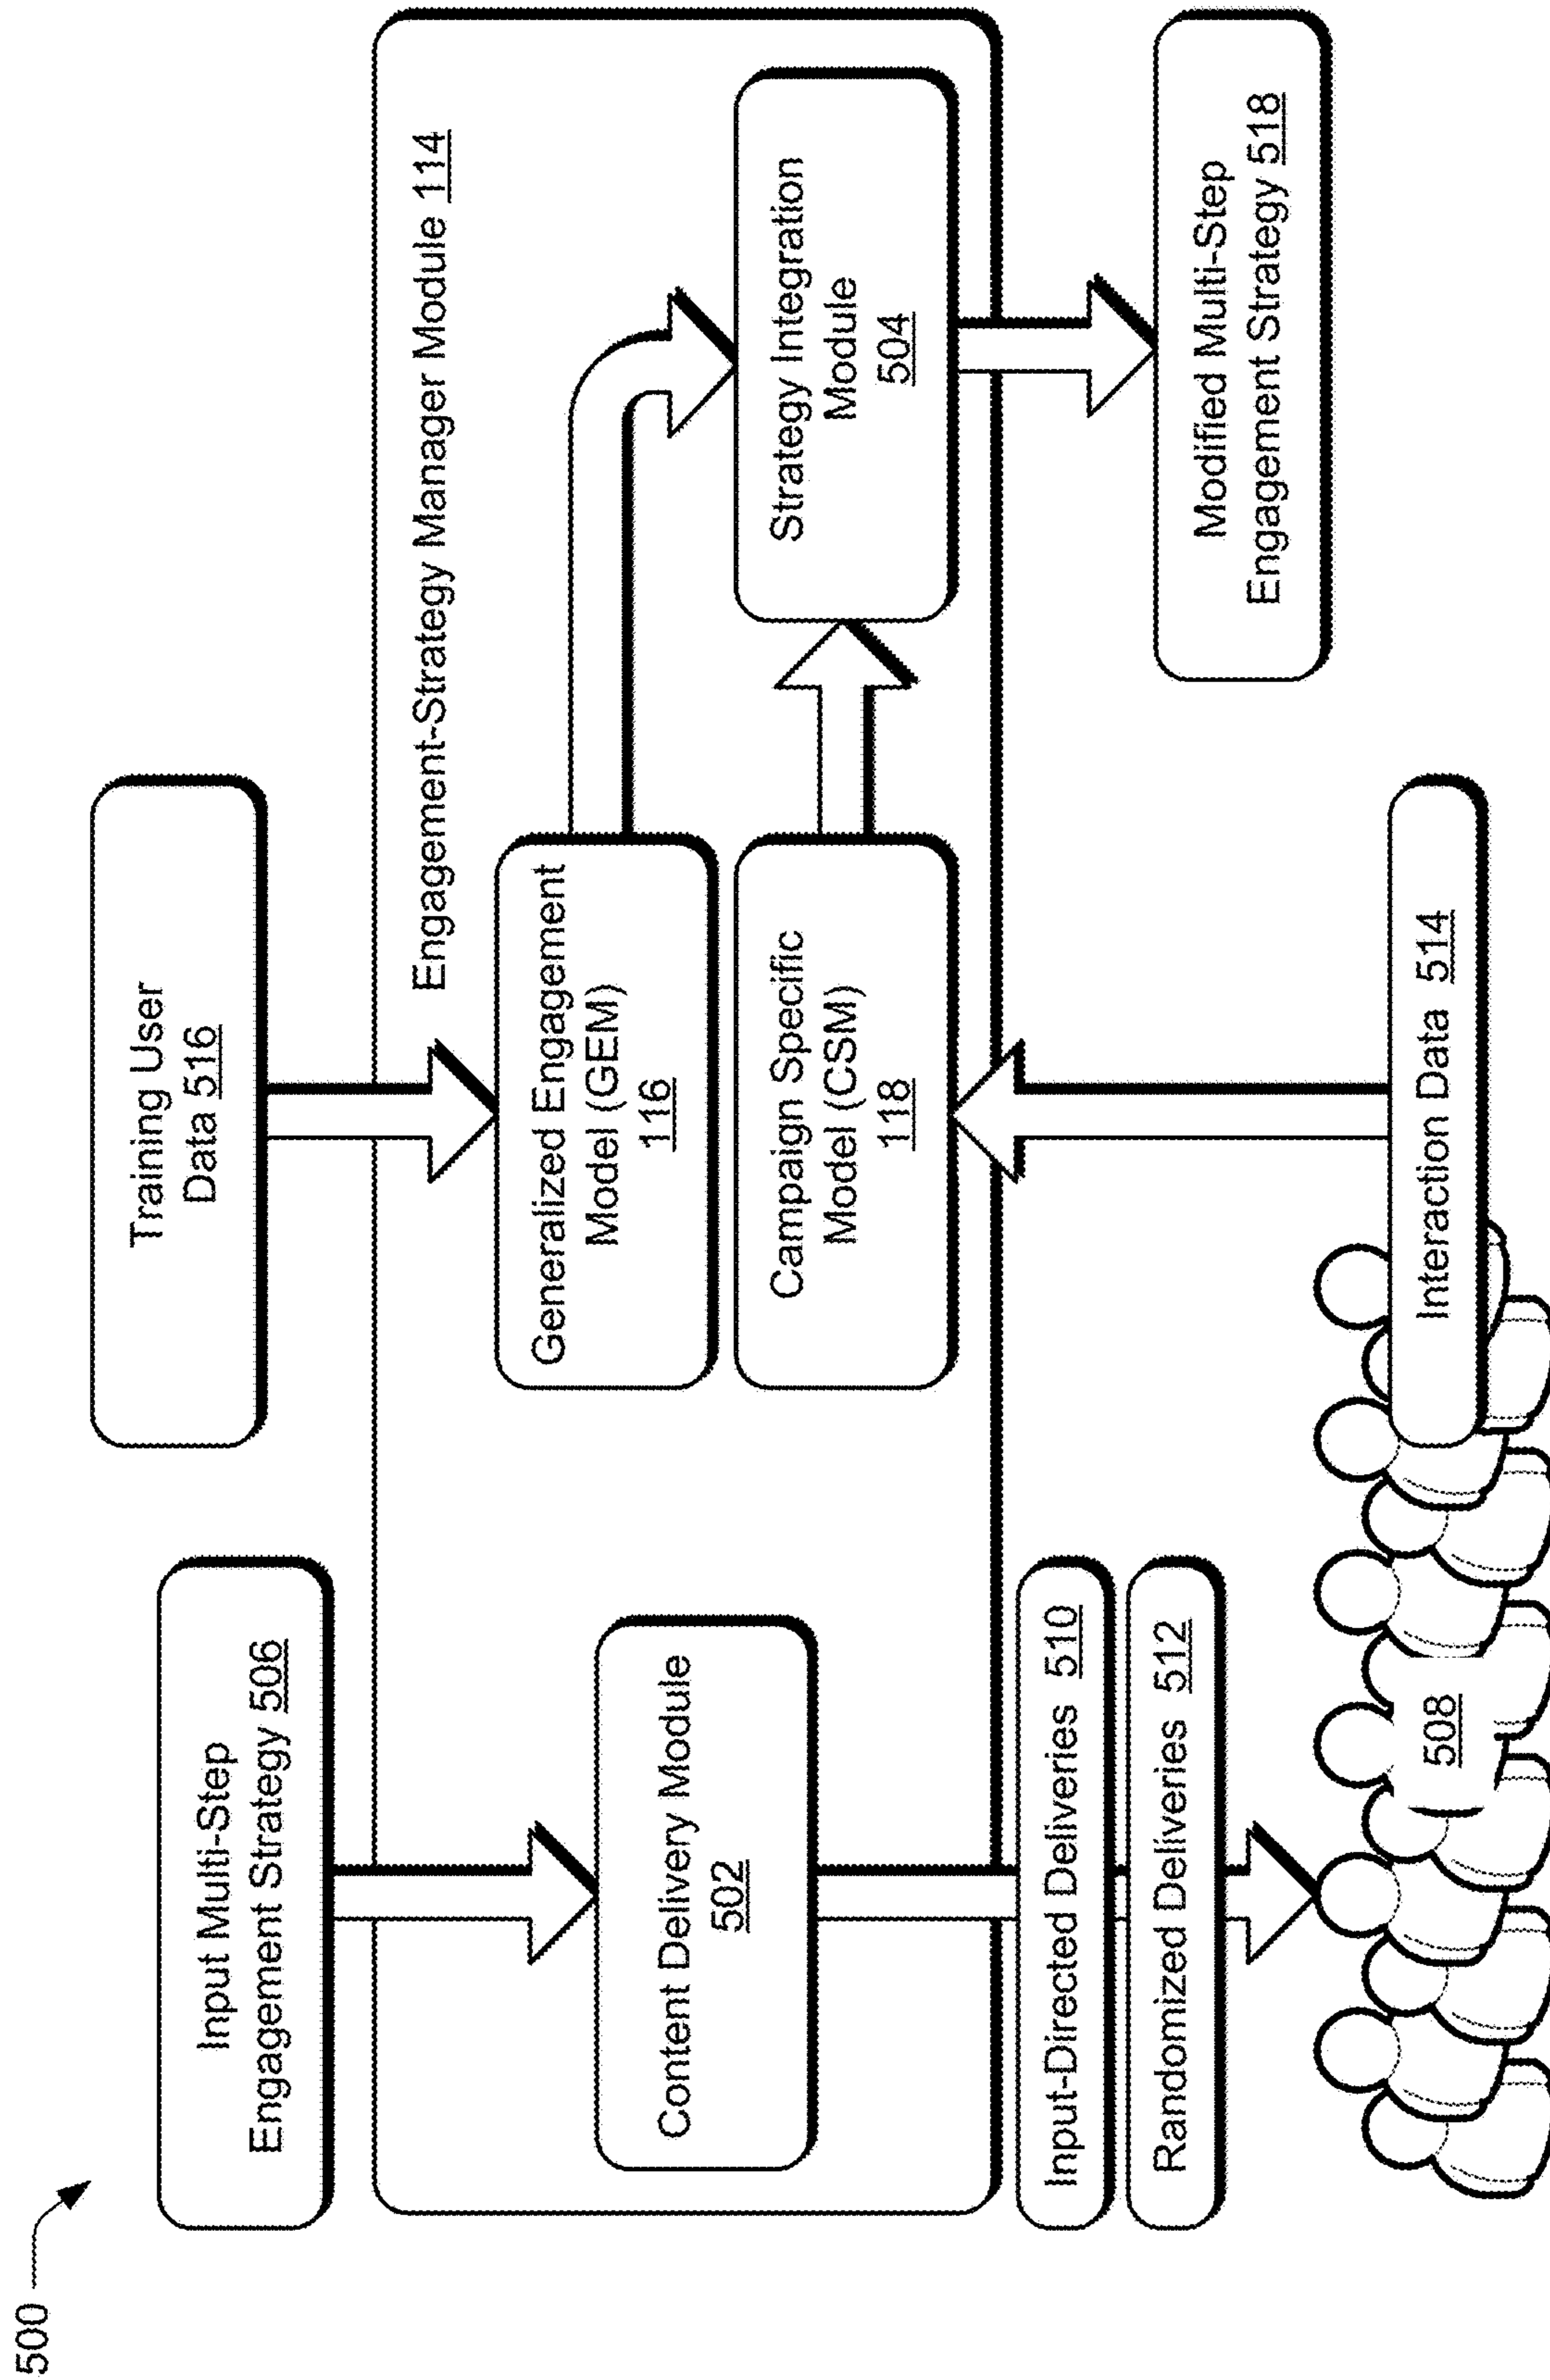 500
Input Multi-Step
Engagement Strategy 506
Training User
Data 516
Engagement-Strategy Manager Module 114
Content Delivery Module
502
Generalized Engagement
Model (GEM)
116
Campaign Specific
Model (CSM)
118
Strategy Integration
Module
504
Input-Directed Deliveries 510
Randomized Deliveries 512
508
Interaction Data 514
Modified Multi-Step
Engagement Strategy 518